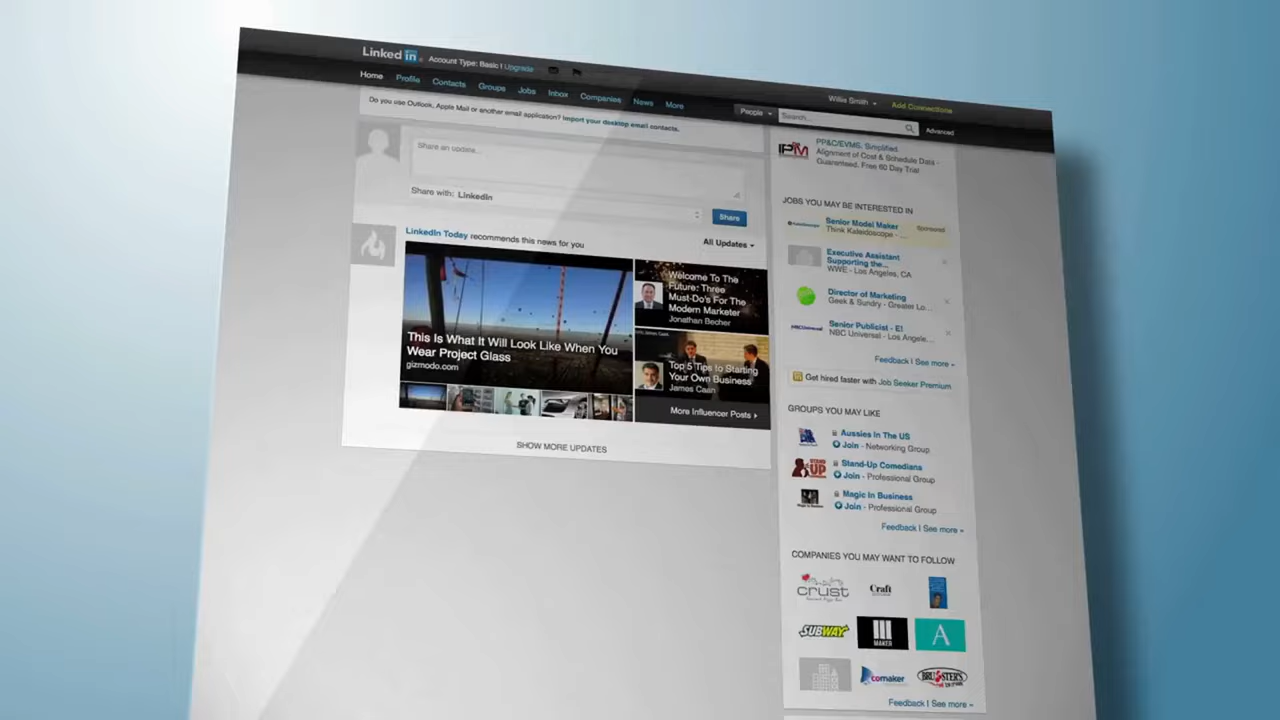 Linked in
Account Type: Basic | Upgrade
Willis Smith
Add Connections
Home Profile Contacts Groups Jobs Inbox Companies News More
People
Search...
Advanced
Do you use Outlook, Apple Mail or another email application? Import your desktop email contacts.
Share an update...
Share with: LinkedIn
Share
LinkedIn Today recommends this news for you
All Updates
This Is What It Will Look Like When You
Wear Project Glass
gizmodo.com
Welcome To The
Future: Three
Must-Do's For The
Modern Marketer
Jonathan Becher
Top 5 Tips to Starting
Your Own Business
James Caan
More Influencer Posts
SHOW MORE UPDATES
IPM
PP&C/EVMS, Simplified.
Alignment of Cost & Schedule Data -
Guaranteed. Free 60 Day Trial
JOBS YOU MAY BE INTERESTED IN
Senior Model Maker
Sponsored
Think Kaleidoscope - ...
Executive Assistant
Supporting the...
WWE - Los Angeles, CA
Director of Marketing
Geek & Sundry - Greater Lo...
Senior Publicist - E!
NBC Universal - Los Angele...
Feedback | See more »
Get hired faster with Job Seeker Premium
GROUPS YOU MAY LIKE
Aussies In The US
Join - Networking Group
STAND UP
Stand-Up Comedians
Join - Professional Group
Magic In Business
Join - Professional Group
Feedback | See more »
COMPANIES YOU MAY WANT TO FOLLOW
crust
Craft
SUBWAY
MAKER
A
comaker
BRUSTER'S
Feedback | See more »